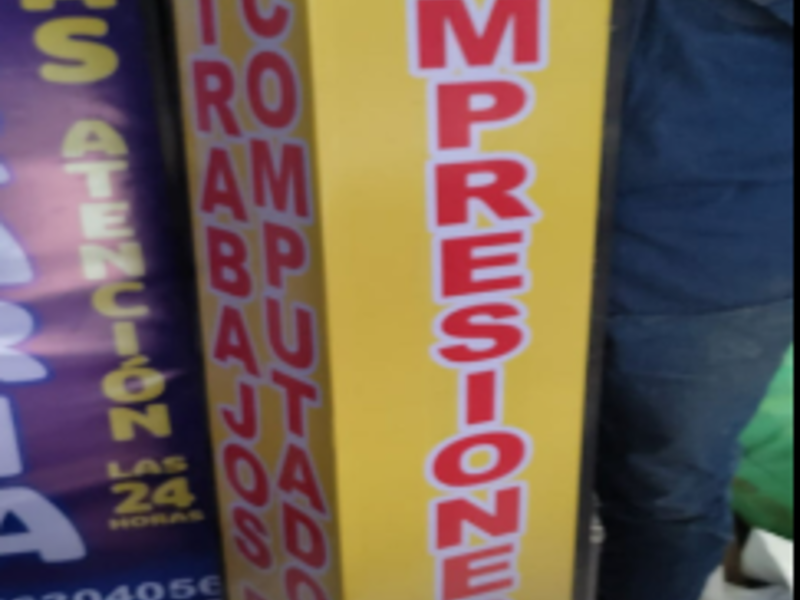 ATENCIÓN
LAS
24
HORAS
TRABAJOS
COMPUTADO
MPRESIONE